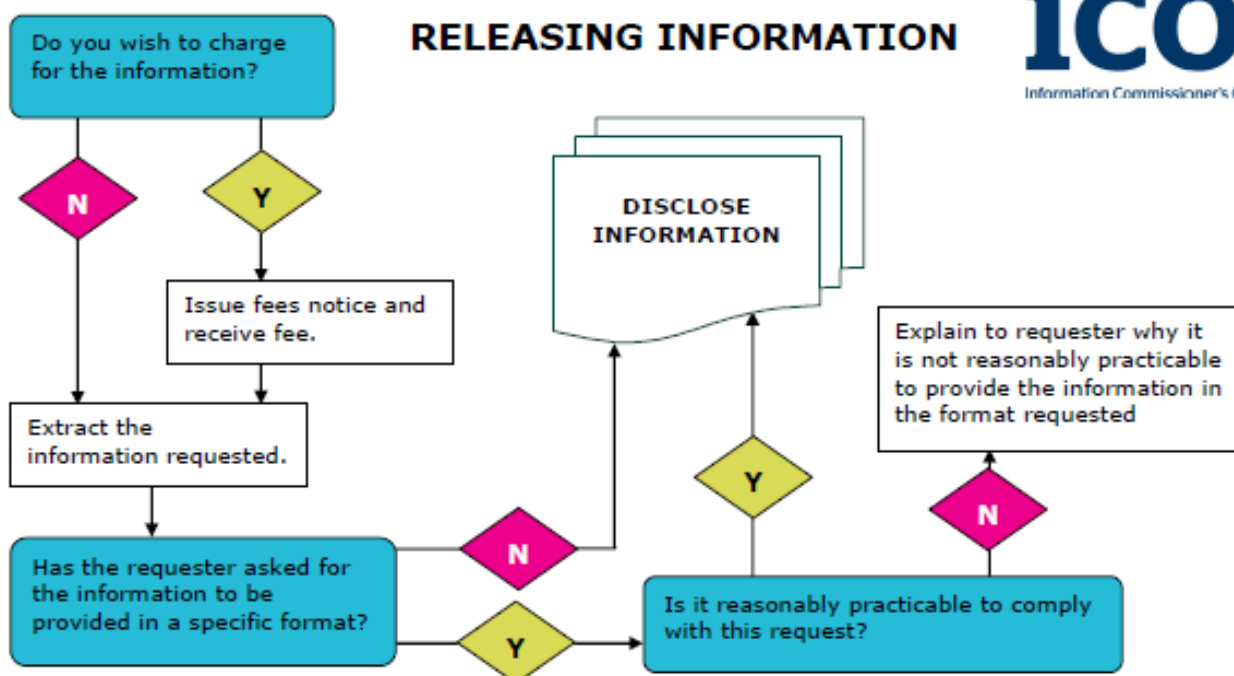 RELEASING INFORMATION
ICO
Information Commissioner's
Do you wish to charge
for the information?
N
Y
Issue fees notice and
receive fee.
Extract the
information requested.
Has the requester asked for
the information to be
provided in a specific format?
N
Y
DISCLOSE
INFORMATION
Y
Is it reasonably practicable to comply
with this request?
N
Explain to requester why it
is not reasonably practicable
to provide the information in
the format requested